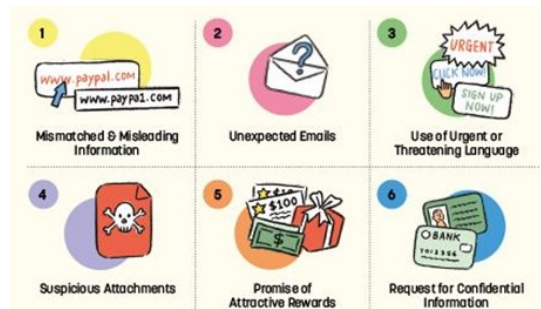 1
www.paypal.com
www.paypa1.com
Mismatched & Misleading
Information
2
?
Unexpected Emails
3
URGENT
CLICK NOW!
SIGN UP
NOW!
Use of Urgent or
Threatening Language
4
Suspicious Attachments
5
$100
$
Promise of
Attractive Rewards
6
BANK
Request for Confidential
Information